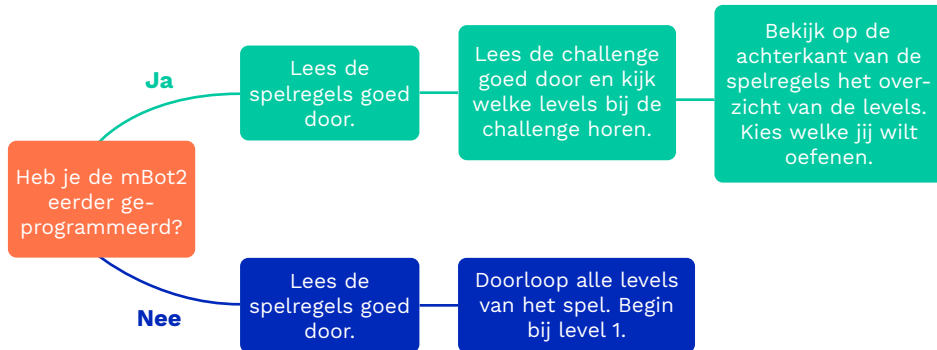 Heb je de mBot2
eerder ge-
programmeerd?
Ja
Lees de
spelregels goed
door.
Lees de challenge
goed door en kijk
welke levels bij de
challenge horen.
Bekijk op de
achterkant van de
spelregels het over-
zicht van de levels.
Kies welke jij wilt
oefenen.
Nee
Lees de
spelregels goed
door.
Doorloop alle levels
van het spel. Begin
bij level 1.